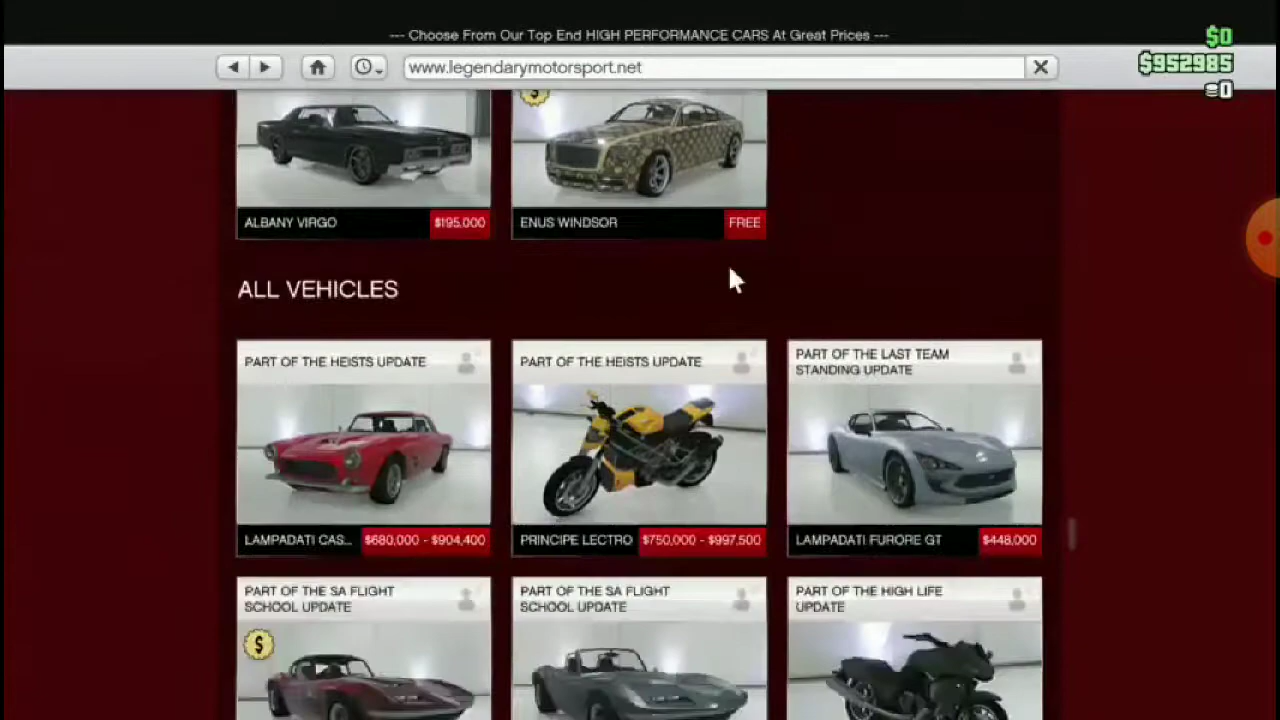 --- Choose From Our Top End HIGH PERFORMANCE CARS At Great Prices ---
$0
www.legendarymotorsport.net
$952985
0
ALBANY VIRGO
$195,000
ENUS WINDSOR
FREE
ALL VEHICLES
PART OF THE HEISTS UPDATE
PART OF THE HEISTS UPDATE
PART OF THE LAST TEAM
STANDING UPDATE
LAMPADATI CAS...
$680,000 - $904,400
PRINCIPE LECTRO
$750,000 - $997,500
LAMPADATI FURORE GT
$448,000
PART OF THE SA FLIGHT
SCHOOL UPDATE
PART OF THE SA FLIGHT
SCHOOL UPDATE
PART OF THE HIGH LIFE
UPDATE
$